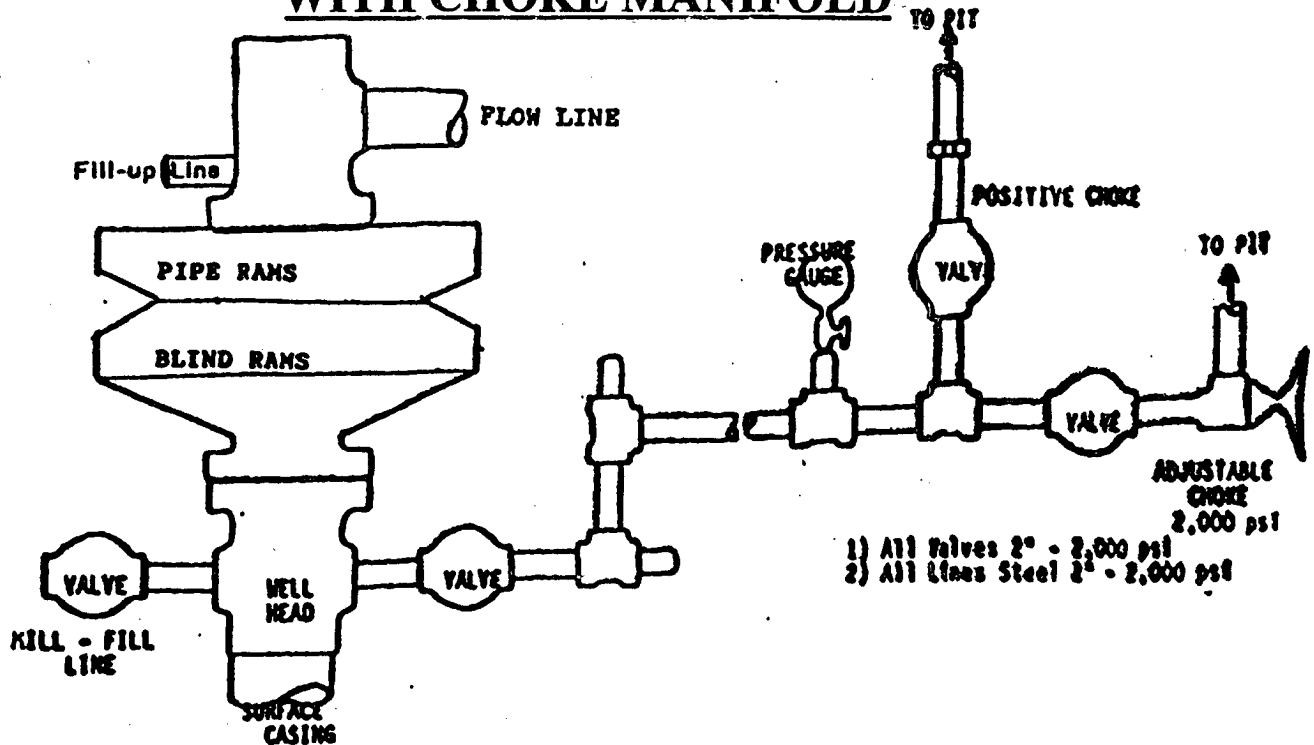 WITH CHOKE MANIFOLD
TO PIT
FLOW LINE
Fill-up Line
POSITIVE CHOKE
PIPE RAMS
PRESSURE
GAUGE
VALVE
TO PIT
BLIND RAMS
VALVE
ADJUSTABLE
CHOKE
2,000 psi
1) All Valves 2" - 2,000 psi
2) All Lines Steel 2" - 2,000 psi
VALVE
WELL
HEAD
VALVE
KILL - FILL
LINE
SURFACE
CASING